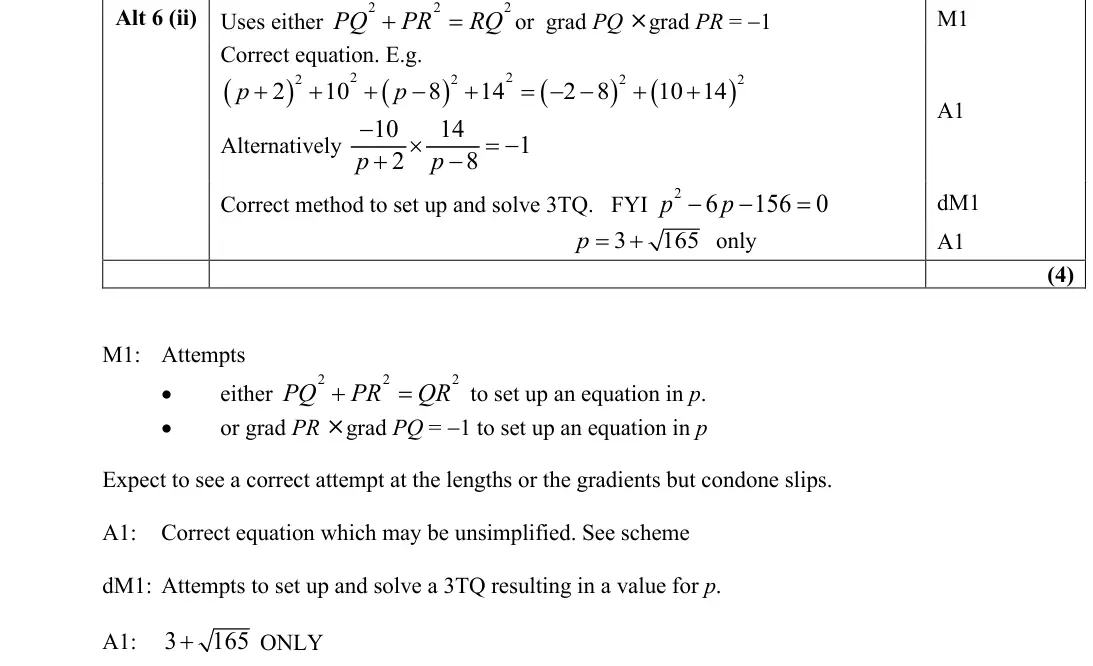 Alt 6 (ii) Uses either PQ² + PR² = RQ² or grad PQ × grad PR = –1 M1
Correct equation. E.g.
(p + 2)² + 10² + (p − 8)² + 14² = (−2 − 8)² + (10 + 14)²
A1
Alternatively −10/(p + 2) × 14/(p − 8) = −1
Correct method to set up and solve 3TQ. FYI p² − 6p − 156 = 0 dM1
p = 3 + √165 only A1
(4)
M1: Attempts
• either PQ² + PR² = QR² to set up an equation in p.
• or grad PR × grad PQ = –1 to set up an equation in p
Expect to see a correct attempt at the lengths or the gradients but condone slips.
A1: Correct equation which may be unsimplified. See scheme
dM1: Attempts to set up and solve a 3TQ resulting in a value for p.
A1: 3 + √165 ONLY